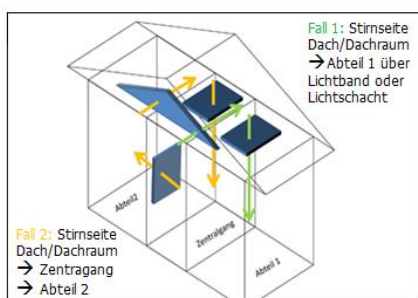 Fall 1: Stirnseite
Dach/Dachraum
→ Abteil 1 über
Lichtband oder
Lichtschacht
Abteil2
Zentralgang
Abteil 1
Fall 2: Stirnseite
Dach/Dachraum
→ Zentragang
→ Abteil 2